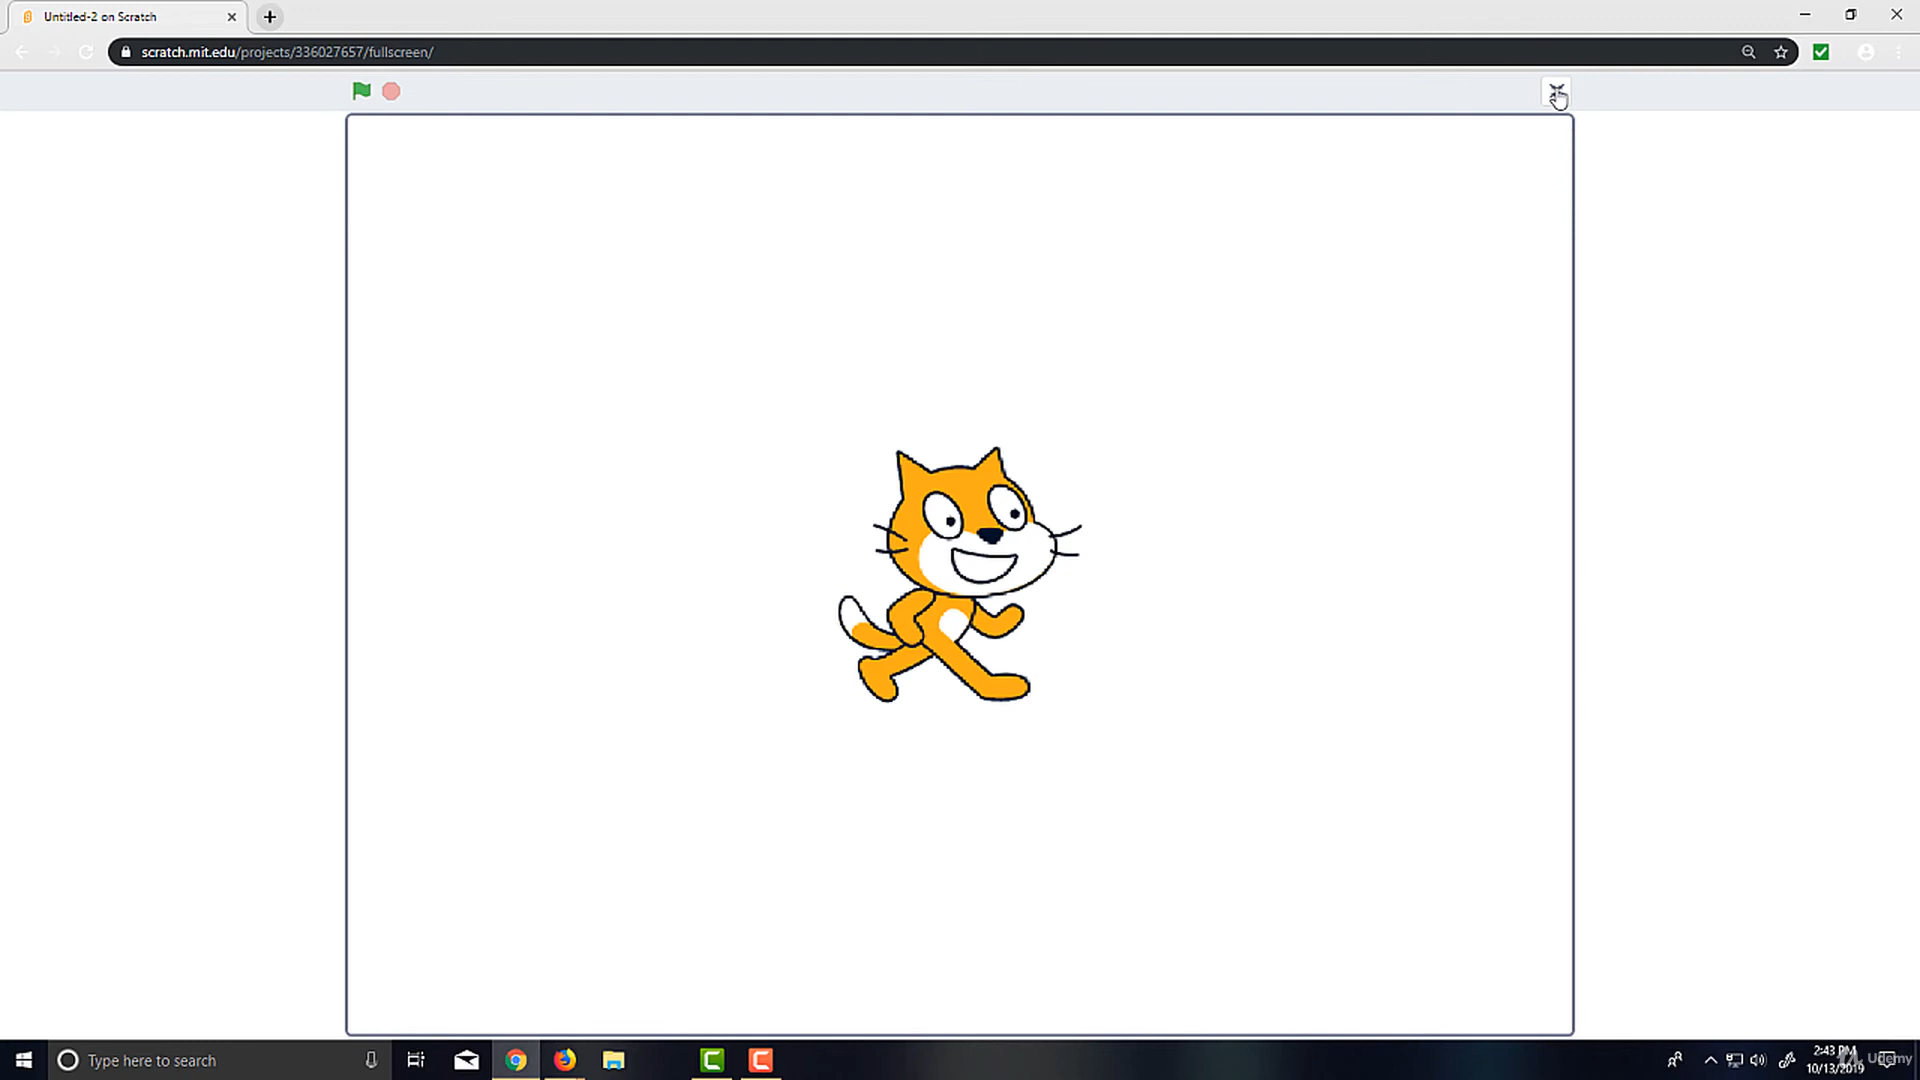 Untitled-2 on Scratch
scratch.mit.edu/projects/336027657/fullscreen/
Type here to search
2:43 PM
10/13/2019
Udemy